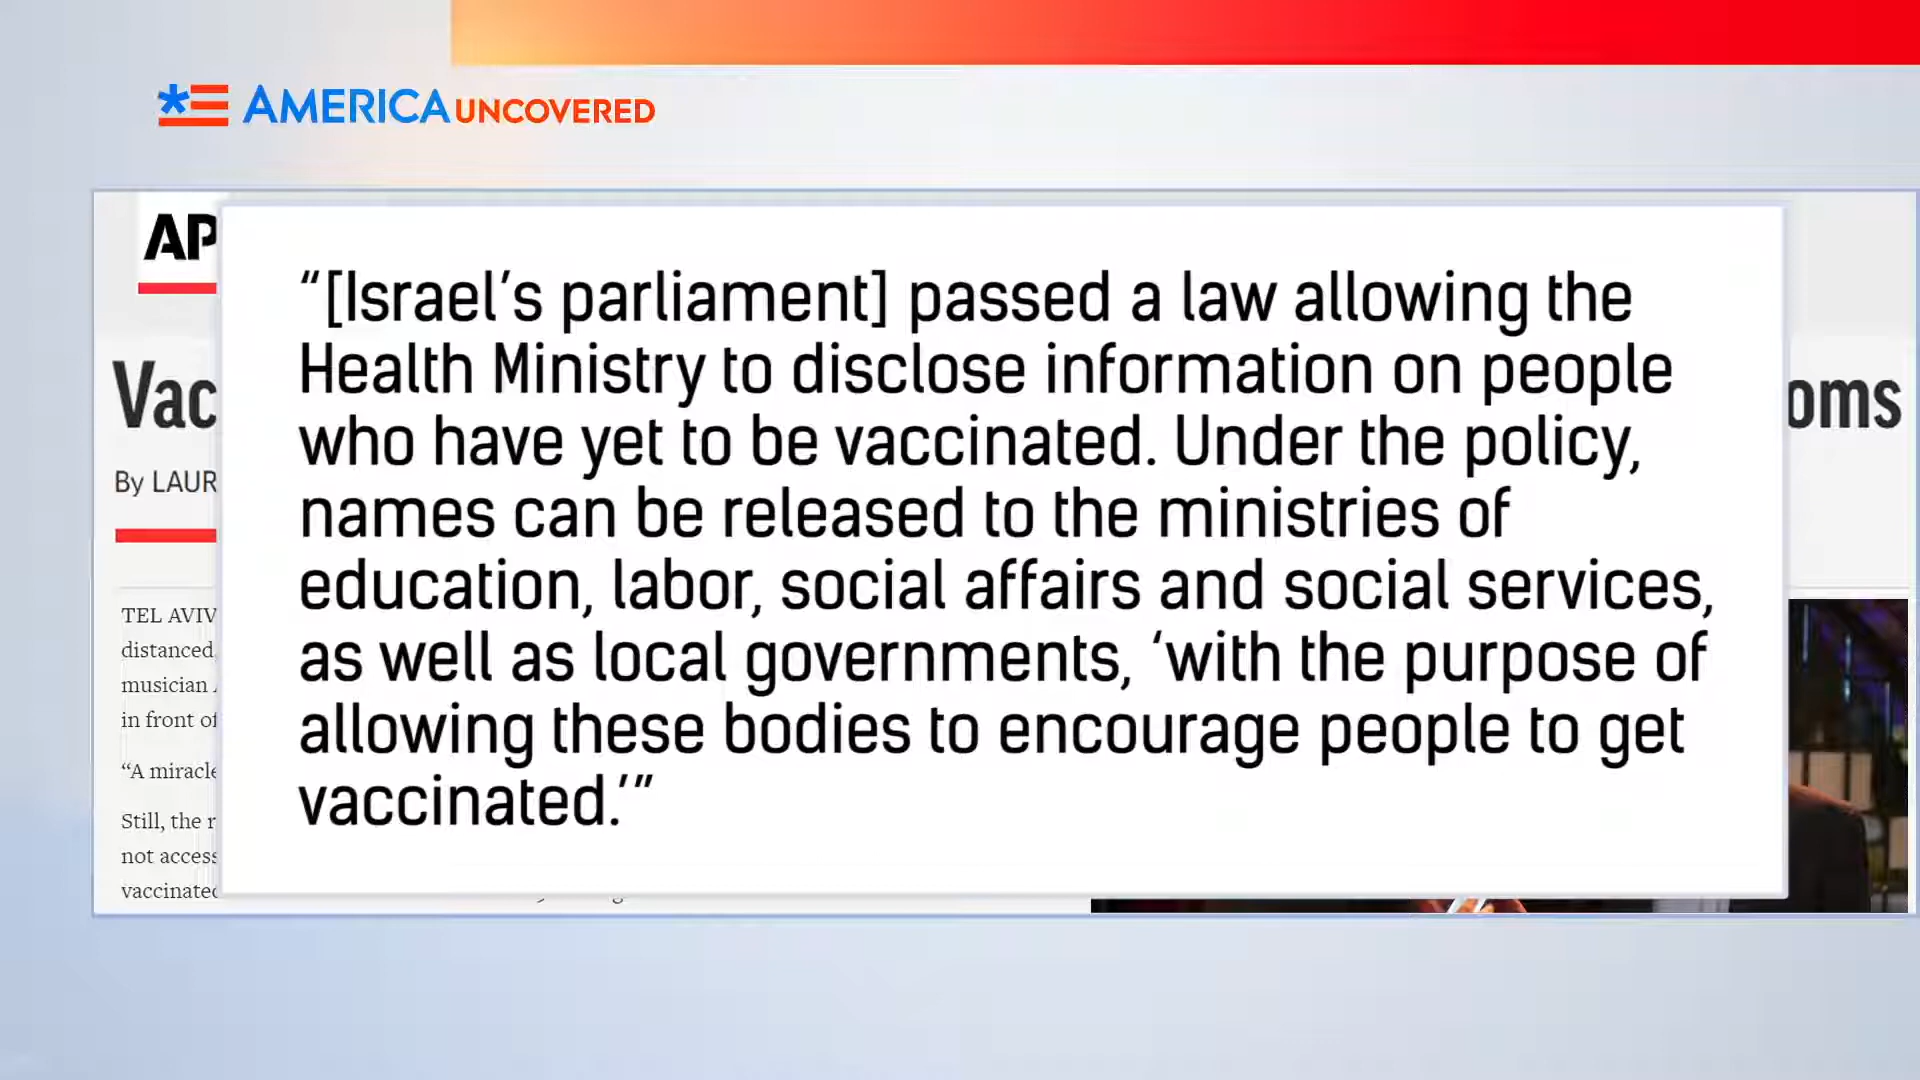 AMERICA UNCOVERED
AP
Vac
oms
By LAUR
TEL AVIV
distanced
musician
in front of
“A miracle
Still, the r
not access
vaccinated
“[Israel’s parliament] passed a law allowing the
Health Ministry to disclose information on people
who have yet to be vaccinated. Under the policy,
names can be released to the ministries of
education, labor, social affairs and social services,
as well as local governments, ‘with the purpose of
allowing these bodies to encourage people to get
vaccinated.’”